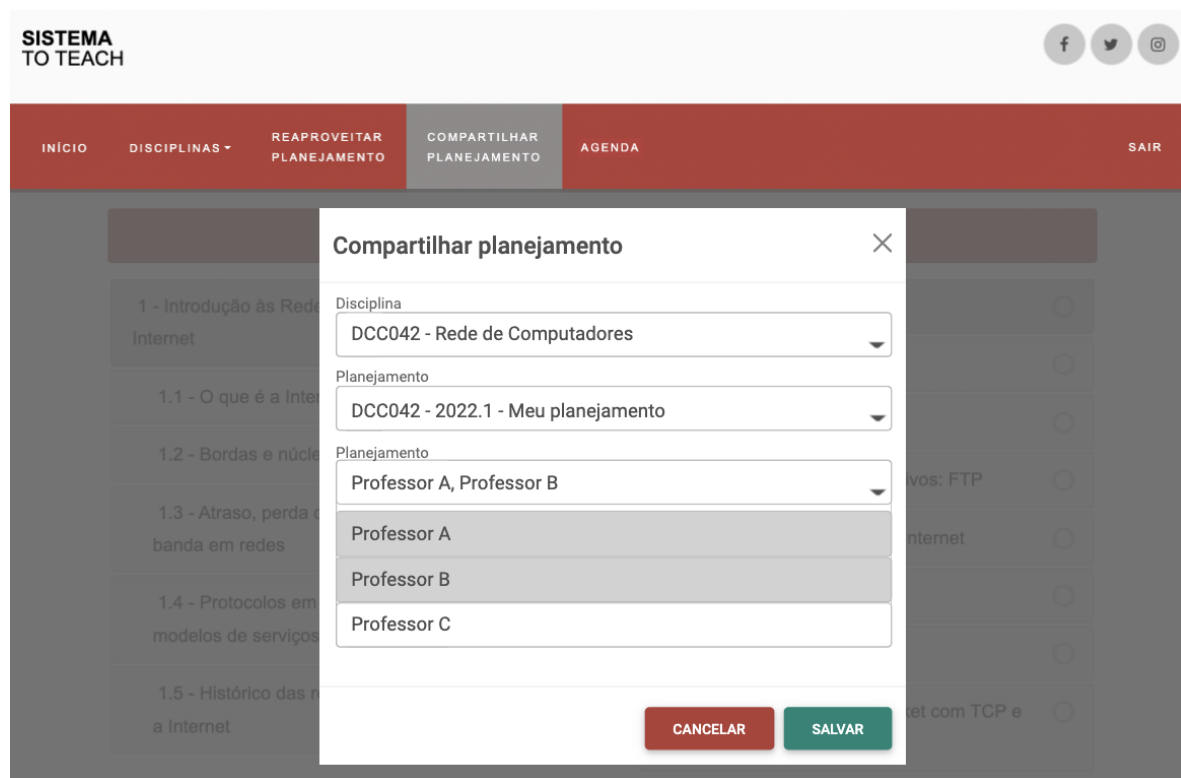 SISTEMA
TO TEACH
INÍCIO
DISCIPLINAS
REAPROVEITAR
PLANEJAMENTO
COMPARTILHAR
PLANEJAMENTO
AGENDA
SAIR
Compartilhar planejamento
Disciplina
DCC042 - Rede de Computadores
Planejamento
DCC042 - 2022.1 - Meu planejamento
Planejamento
Professor A, Professor B
Professor A
Professor B
Professor C
CANCELAR
SALVAR
1 - Introdução às Rede
Internet
1.1 - O que é a Inter
1.2 - Bordas e núcle
1.3 - Atraso, perda
banda em redes
1.4 - Protocolos em
modelos de serviços
1.5 - Histórico das
a Internet
ivos: FTP
nternet
ket com TCP e